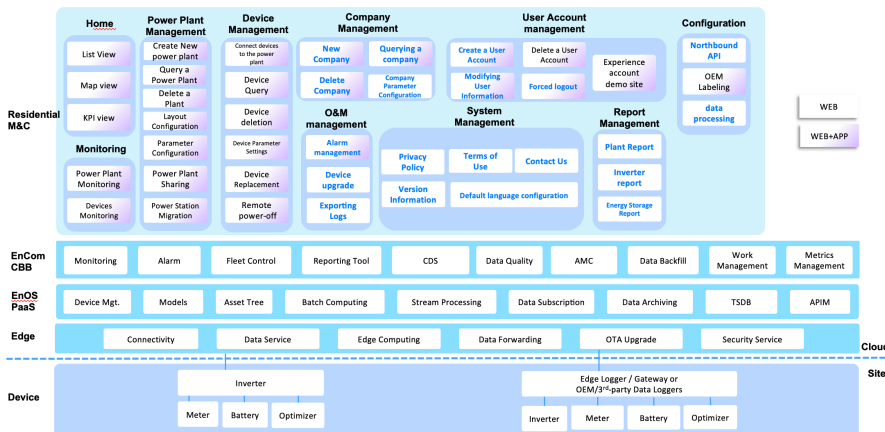 Home
List View
Map view
KPI view
Monitoring
Power Plant
Monitoring
Devices
Monitoring
Power Plant
Management
Create New
power plant
Query a
Power Plant
Delete a
Plant
Layout
Configuration
Parameter
Configuration
Power Plant
Sharing
Power Station
Migration
Device
Management
Connect devices
to the power
plant
Device
Query
Device
deletion
Device Parameter
Settings
Device
Replacement
Remote
power-off
Company
Management
New
Company
Querying a
company
Delete
Company
Company
Parameter
Configuration
O&M
management
Alarm
management
Device
upgrade
Exporting
Logs
User Account
management
Create a User
Account
Delete a User
Account
Modifying
User
Information
Forced logout
Experience
account
demo site
System
Management
Privacy
Policy
Terms of
Use
Contact Us
Version
Information
Default language configuration
Report
Management
Plant Report
Inverter
report
Energy Storage
Report
Configuration
Northbound
API
OEM
Labeling
data
processing
WEB
WEB+APP
Residential
M&C
EnCom
CBB
Monitoring
Alarm
Fleet Control
Reporting Tool
CDS
Data Quality
AMC
Data Backfill
Work
Management
Metrics
Management
EnOS
PaaS
Device Mgt.
Models
Asset Tree
Batch Computing
Stream Processing
Data Subscription
Data Archiving
TSDB
APIM
Edge
Connectivity
Data Service
Edge Computing
Data Forwarding
OTA Upgrade
Security Service
Cloud
Site
Device
Inverter
Meter
Battery
Optimizer
Edge Logger / Gateway or
OEM/3rd-party Data Loggers
Inverter
Meter
Battery
Optimizer